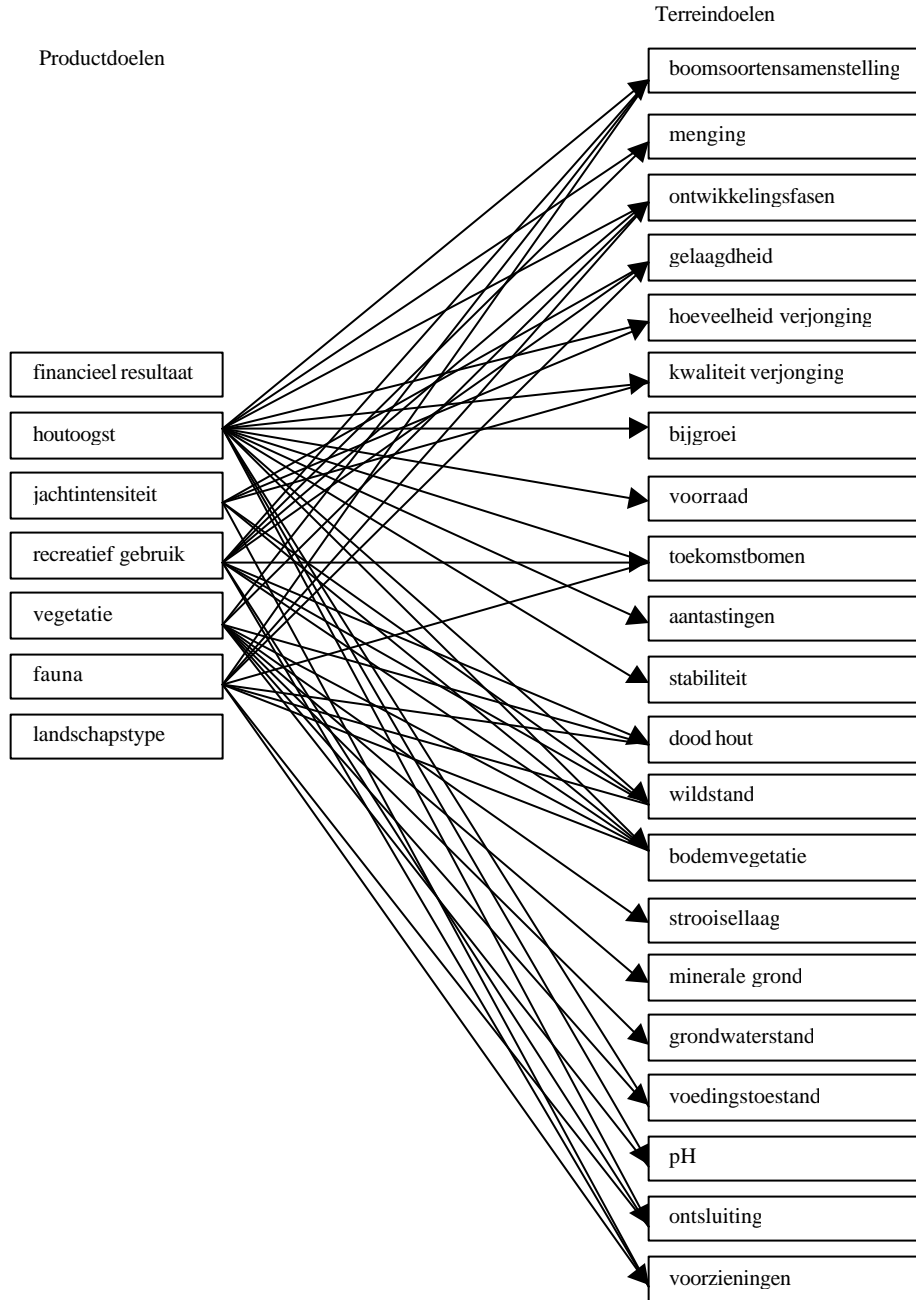 Terreindoelen
Productdoelen
boomsoortensamenstelling
menging
ontwikkelingsfasen
gelaagdheid
hoeveelheid verjonging
kwaliteit verjonging
bijgroei
voorraad
toekomstbomen
aantastingen
stabiliteit
dood hout
wildstand
bodemvegetatie
strooisellaag
minerale grond
grondwaterstand
voedingstoestand
pH
ontsluiting
voorzieningen
financieel resultaat
houtoogst
jachtintensiteit
recreatief gebruik
vegetatie
fauna
landschapstype